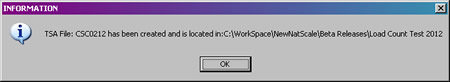 INFORMATION
TSA File: CSC0212 has been created and is located in:C:\WorkSpace\NewNatScale\Beta Releases\Load Count Test 2012
OK